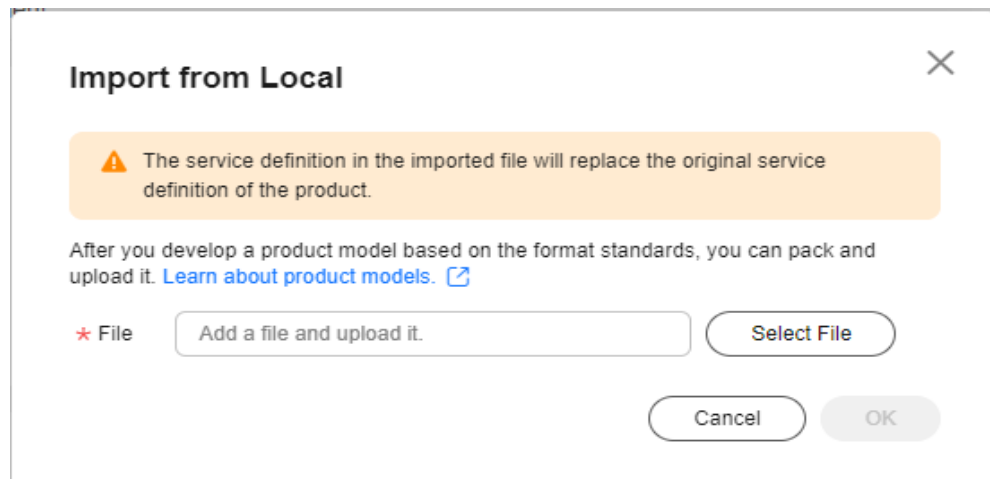 Import from Local
The service definition in the imported file will replace the original service
definition of the product.
After you develop a product model based on the format standards, you can pack and
upload it. Learn about product models.
* File Add a file and upload it. Select File
Cancel OK